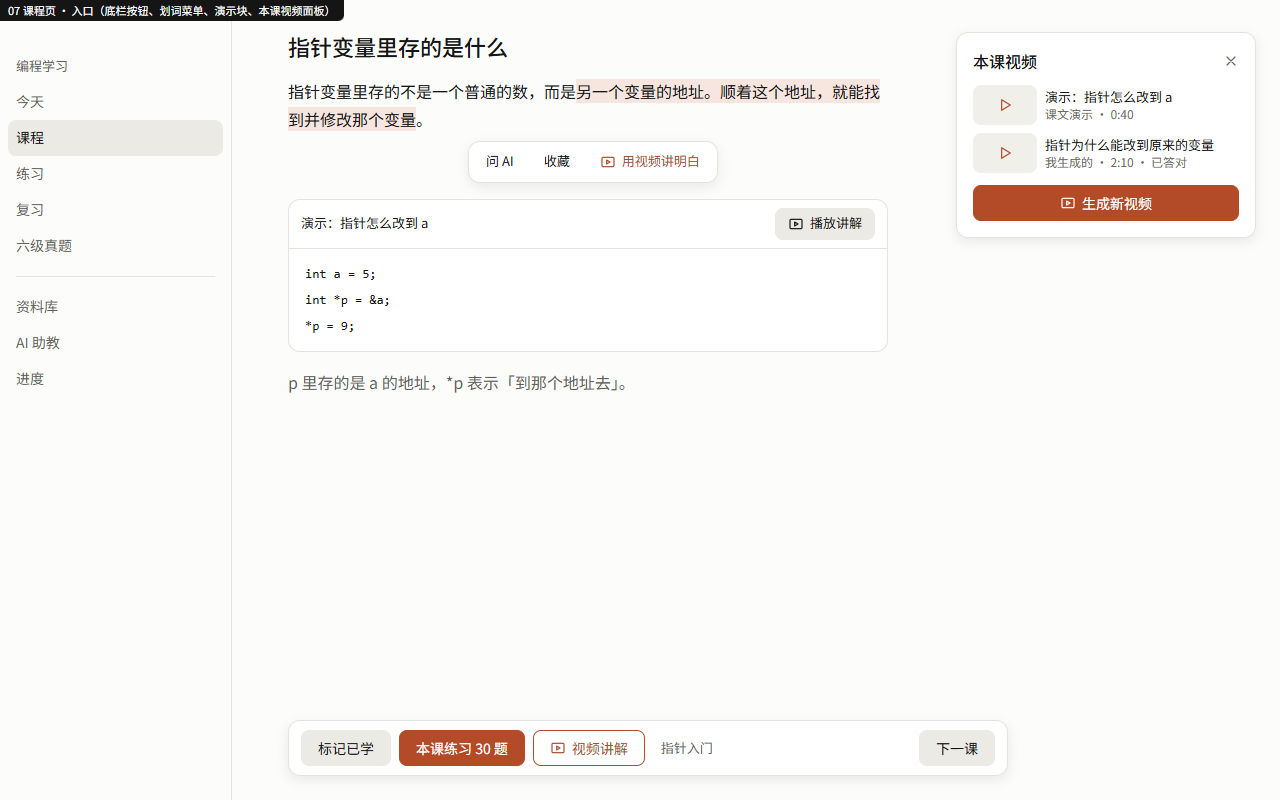 07 课程页 · 入口（底栏按钮、划词菜单、演示块、本课视频面板）
编程学习
今天
课程
练习
复习
六级真题
资料库
AI 助教
进度
指针变量里存的是什么
指针变量里存的不是一个普通的数，而是另一个变量的地址。顺着这个地址，就能找
到并修改那个变量。
问 AI 收藏 用视频讲明白
演示：指针怎么改到 a 播放讲解
int a = 5;
int *p = &a;
*p = 9;
p 里存的是 a 的地址，*p 表示「到那个地址去」。
本课视频
演示：指针怎么改到 a
课文演示 · 0:40
指针为什么能改到原来的变量
我生成的 · 2:10 · 已答对
生成新视频
标记已学 本课练习 30 题 视频讲解 指针入门 下一课